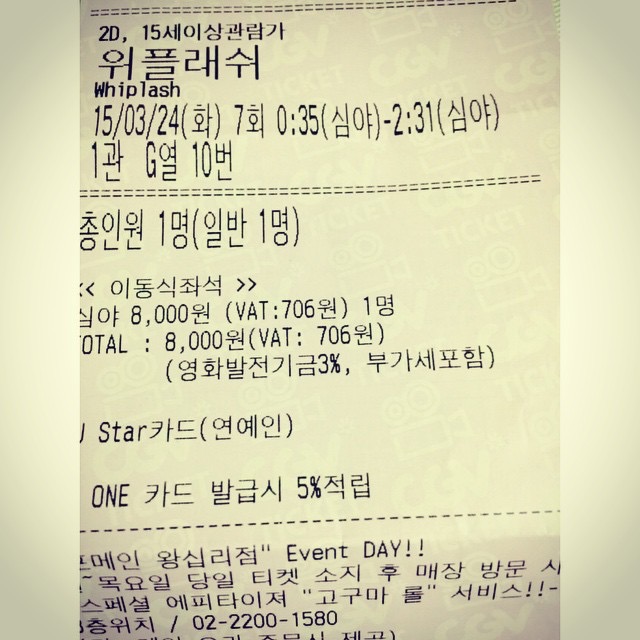 2D, 15세이상관람가
위플래쉬
Whiplash
15/03/24(화) 7회 0:35(심야)-2:31(심야)
1관 G열 10번
총인원 1명(일반 1명)
<< 이동식좌석 >>
심야 8,000원 (VAT:706원) 1명
TOTAL : 8,000원(VAT: 706원)
(영화발전기금3%, 부가세포함)
Star카드(연예인)
ONE 카드 발급시 5%적립
왕십리점" Event DAY!!
~목요일 당일 티켓 소지 후 매장 방문
스페셜 에피타이져 "고구마 롤" 서비스!!-
3층위치 / 02-2200-1580